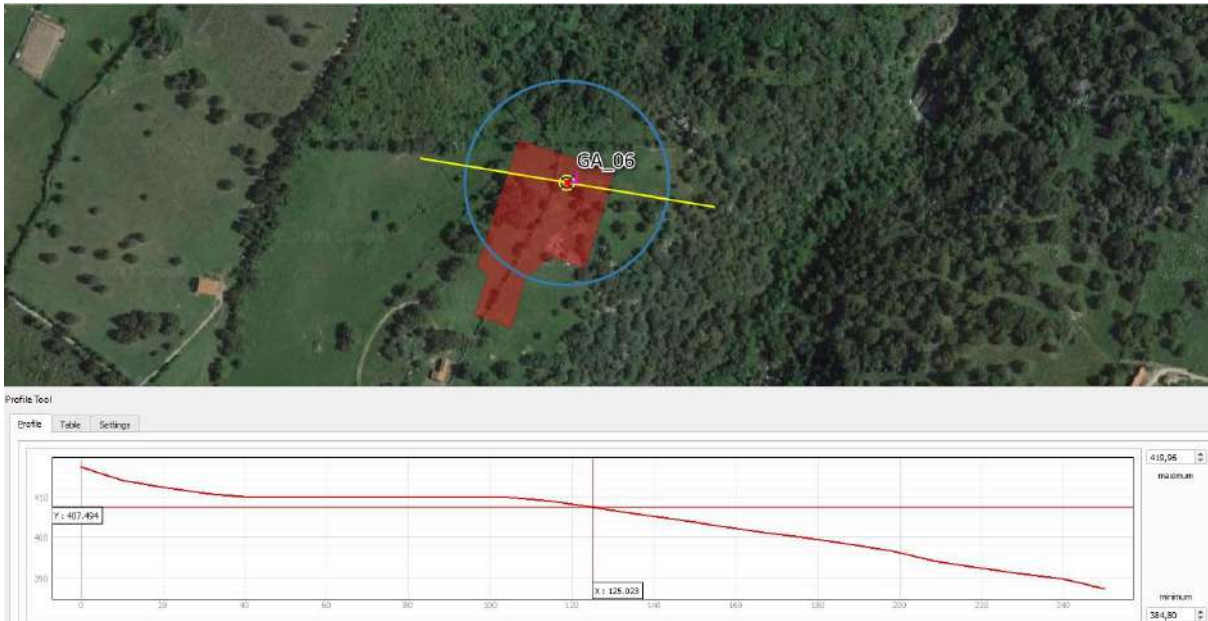 GA_06
Profile Tool
Profile Table Settings
419,96
maximum
410
Y : 407.494
400
390
X : 125.023
0 20 40 60 80 100 120 140 160 180 200 220 240
minimum
384,80